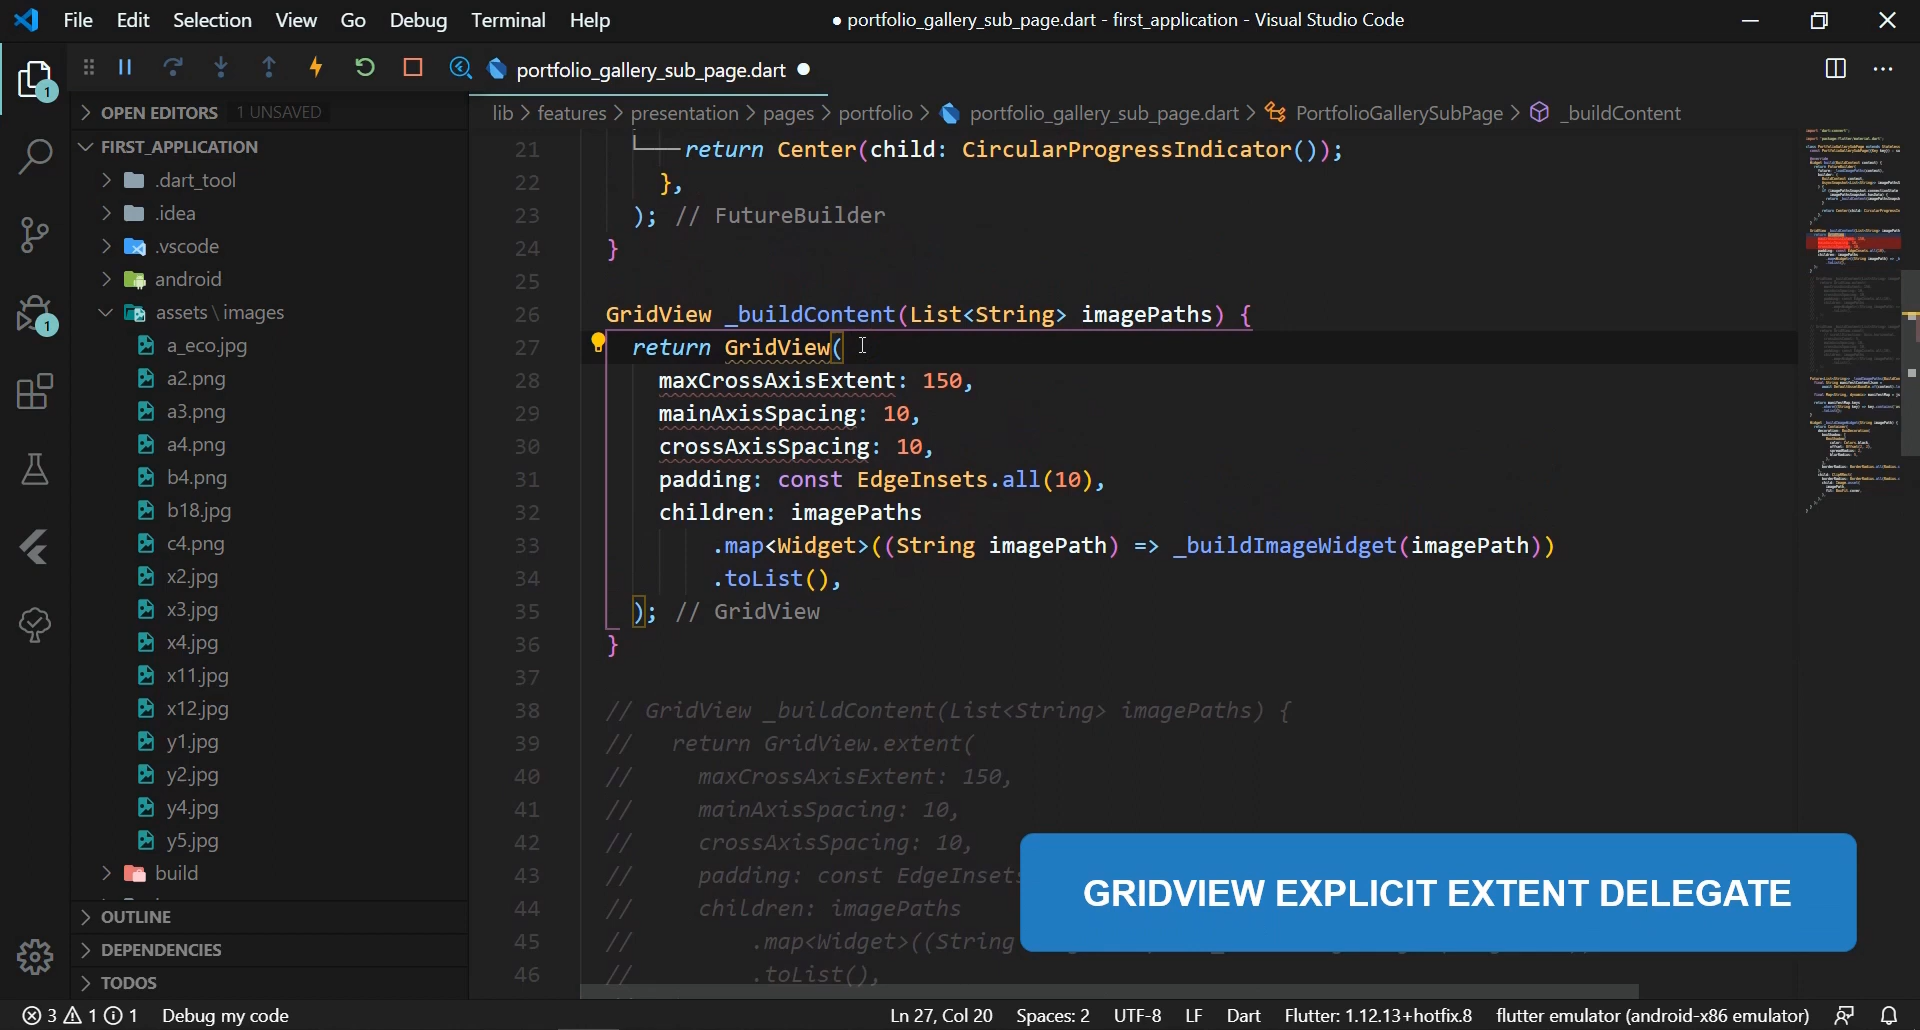 File Edit Selection View Go Debug Terminal Help
● portfolio_gallery_sub_page.dart - first_application - Visual Studio Code
portfolio_gallery_sub_page.dart ●
OPEN EDITORS 1 UNSAVED
lib > features > presentation > pages > portfolio > portfolio_gallery_sub_page.dart > PortfolioGallerySubPage > _buildContent
FIRST_APPLICATION
.dart_tool
.idea
.vscode
android
assets \ images
a_eco.jpg
a2.png
a3.png
a4.png
b4.png
b18.jpg
c4.png
x2.jpg
x3.jpg
x4.jpg
x11.jpg
x12.jpg
y1.jpg
y2.jpg
y4.jpg
y5.jpg
build
OUTLINE
DEPENDENCIES
TODOS
1
1
21 return Center(child: CircularProgressIndicator());
22 },
23 ); // FutureBuilder
24 }
25
26 GridView _buildContent(List<String> imagePaths) {
27 return GridView(
28 maxCrossAxisExtent: 150,
29 mainAxisSpacing: 10,
30 crossAxisSpacing: 10,
31 padding: const EdgeInsets.all(10),
32 children: imagePaths
33 .map<Widget>((String imagePath) => _buildImageWidget(imagePath))
34 .toList(),
35 ); // GridView
36 }
37
38 // GridView _buildContent(List<String> imagePaths) {
39 // return GridView.extent(
40 // maxCrossAxisExtent: 150,
41 // mainAxisSpacing: 10,
42 // crossAxisSpacing: 10,
43 // padding: const EdgeInsets
44 // children: imagePaths
45 // .map<Widget>((String
46 // .toList(),
GRIDVIEW EXPLICIT EXTENT DELEGATE
3 1 1 Debug my code
Ln 27, Col 20 Spaces: 2 UTF-8 LF Dart Flutter: 1.12.13+hotfix.8 flutter emulator (android-x86 emulator)